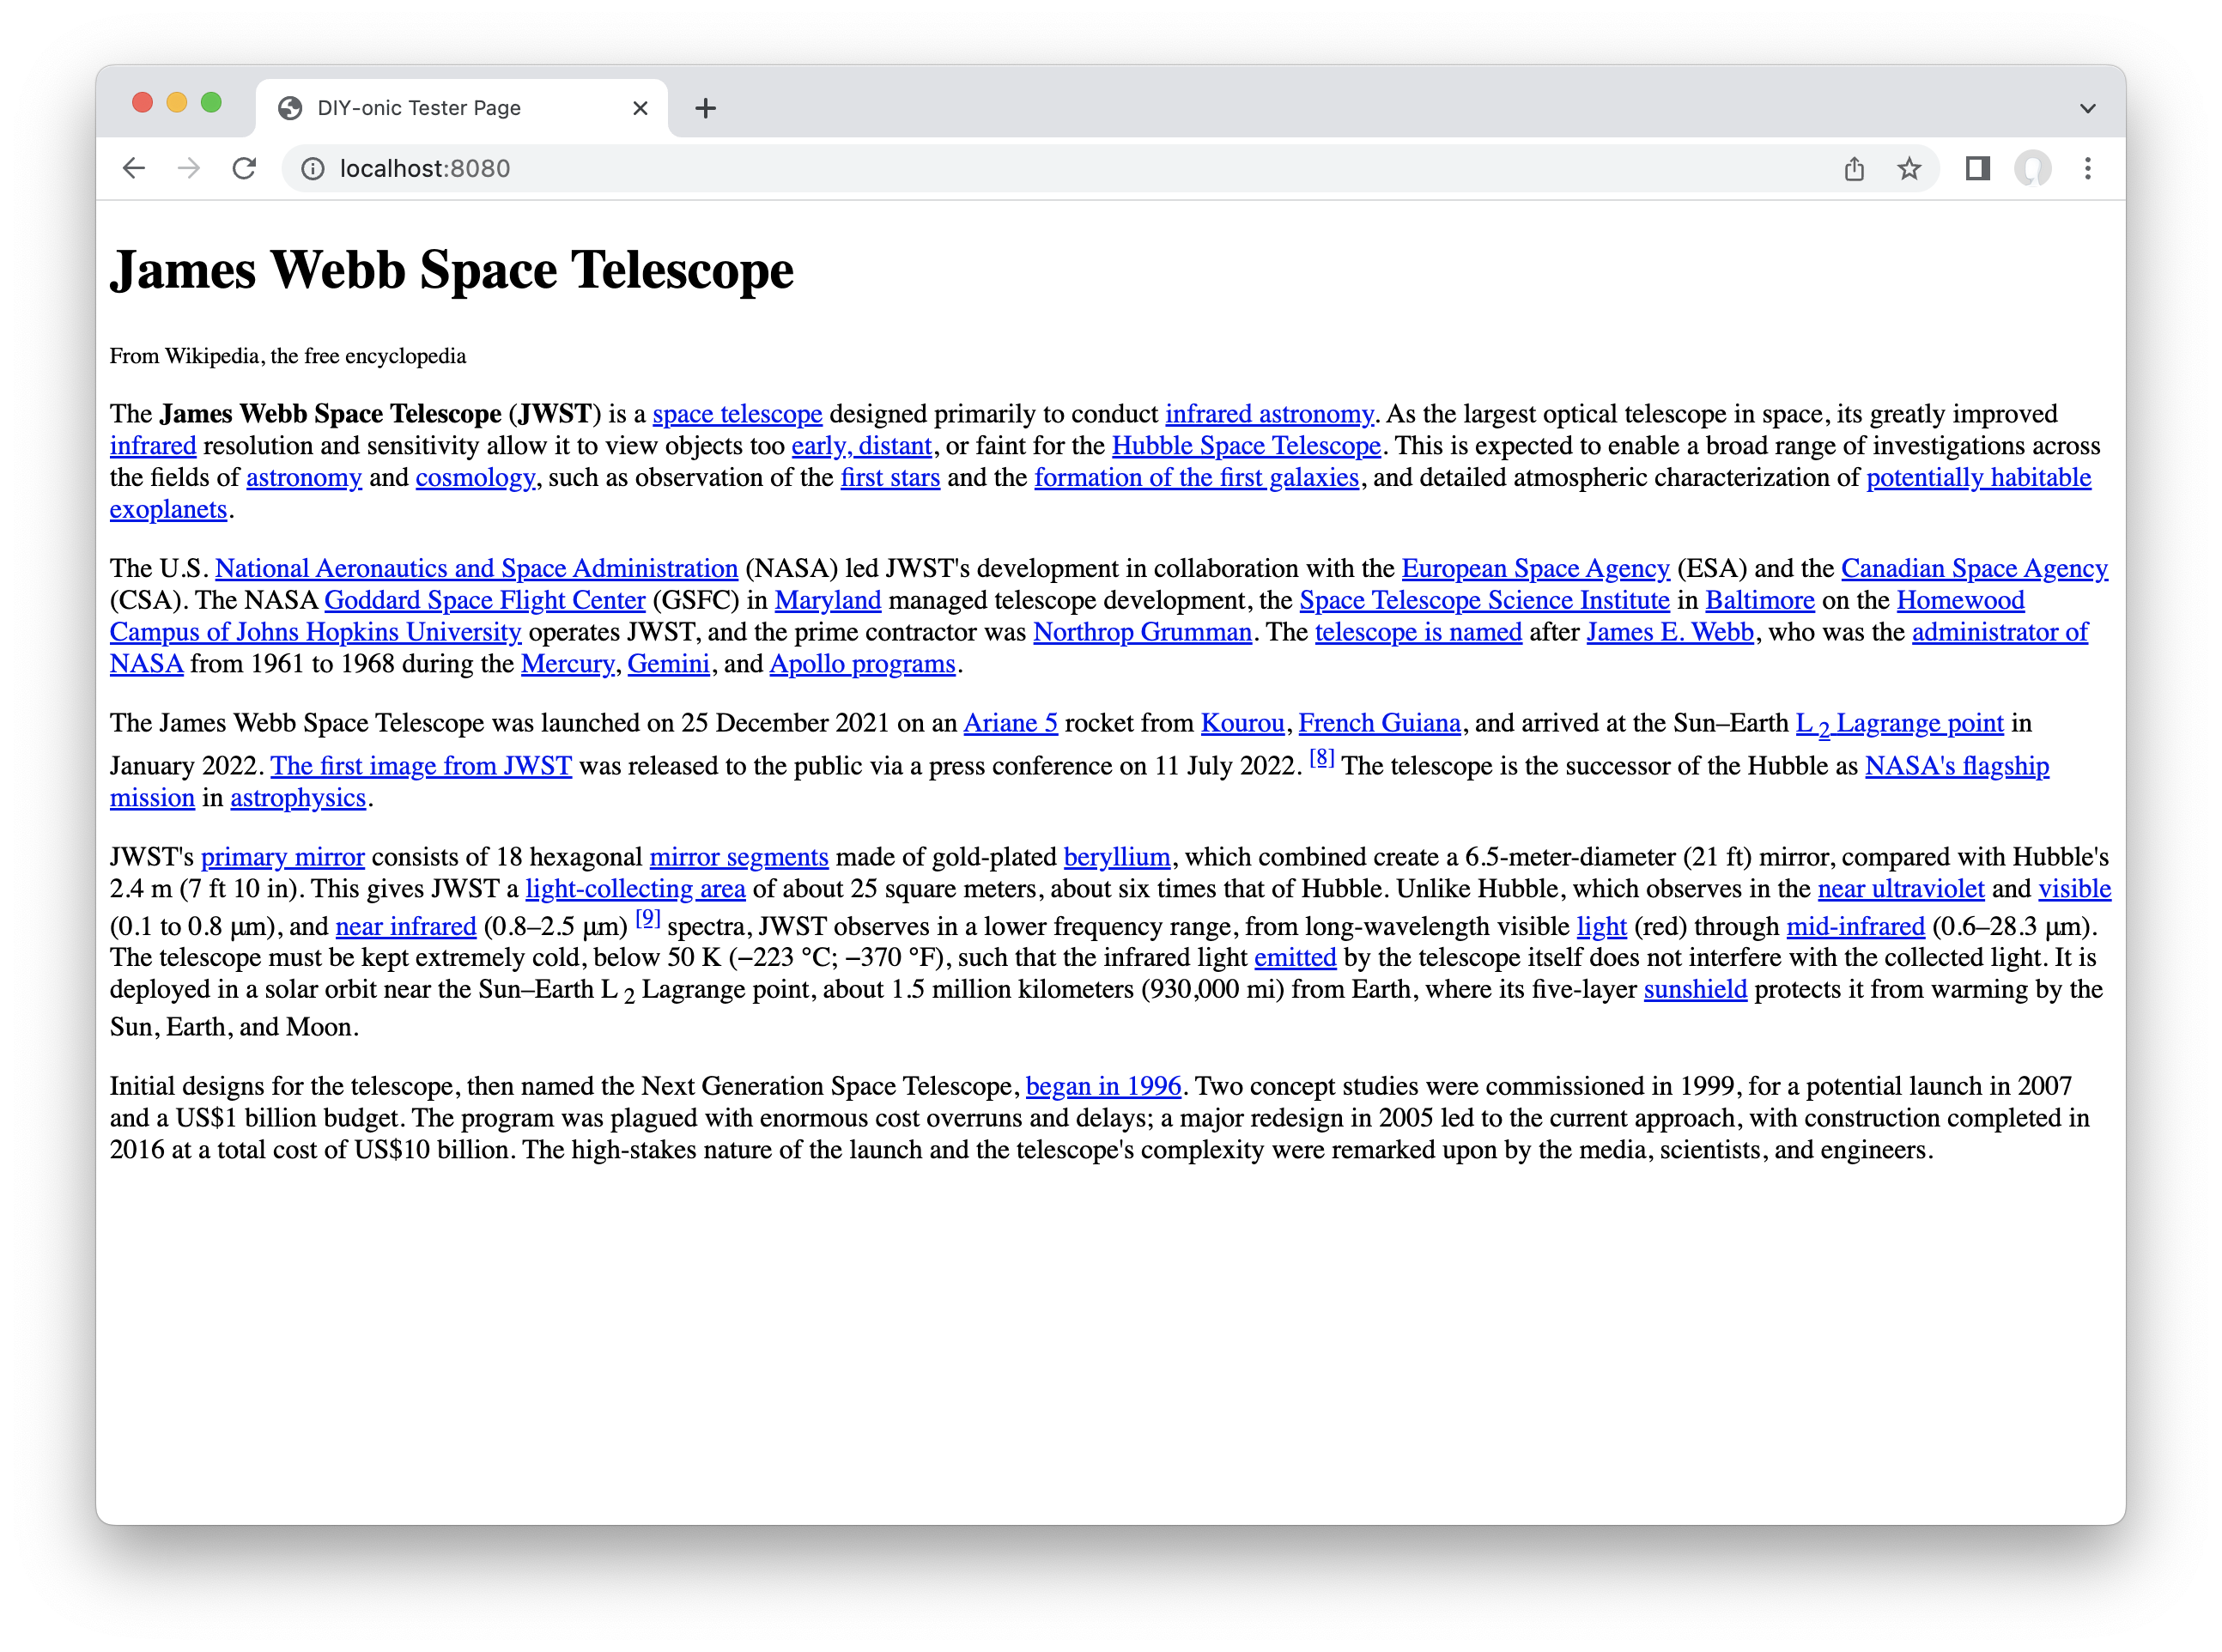 DIY-onic Tester Page
localhost:8080
James Webb Space Telescope
From Wikipedia, the free encyclopedia
The James Webb Space Telescope (JWST) is a space telescope designed primarily to conduct infrared astronomy. As the largest optical telescope in space, its greatly improved
infrared resolution and sensitivity allow it to view objects too early, distant, or faint for the Hubble Space Telescope. This is expected to enable a broad range of investigations across
the fields of astronomy and cosmology, such as observation of the first stars and the formation of the first galaxies, and detailed atmospheric characterization of potentially habitable
exoplanets.
The U.S. National Aeronautics and Space Administration (NASA) led JWST's development in collaboration with the European Space Agency (ESA) and the Canadian Space Agency
(CSA). The NASA Goddard Space Flight Center (GSFC) in Maryland managed telescope development, the Space Telescope Science Institute in Baltimore on the Homewood
Campus of Johns Hopkins University operates JWST, and the prime contractor was Northrop Grumman. The telescope is named after James E. Webb, who was the administrator of
NASA from 1961 to 1968 during the Mercury, Gemini, and Apollo programs.
The James Webb Space Telescope was launched on 25 December 2021 on an Ariane 5 rocket from Kourou, French Guiana, and arrived at the Sun–Earth L 2 Lagrange point in
January 2022. The first image from JWST was released to the public via a press conference on 11 July 2022. [8] The telescope is the successor of the Hubble as NASA's flagship
mission in astrophysics.
JWST's primary mirror consists of 18 hexagonal mirror segments made of gold-plated beryllium, which combined create a 6.5-meter-diameter (21 ft) mirror, compared with Hubble's
2.4 m (7 ft 10 in). This gives JWST a light-collecting area of about 25 square meters, about six times that of Hubble. Unlike Hubble, which observes in the near ultraviolet and visible
(0.1 to 0.8 μm), and near infrared (0.8–2.5 μm) [9] spectra, JWST observes in a lower frequency range, from long-wavelength visible light (red) through mid-infrared (0.6–28.3 μm).
The telescope must be kept extremely cold, below 50 K (−223 °C; −370 °F), such that the infrared light emitted by the telescope itself does not interfere with the collected light. It is
deployed in a solar orbit near the Sun–Earth L 2 Lagrange point, about 1.5 million kilometers (930,000 mi) from Earth, where its five-layer sunshield protects it from warming by the
Sun, Earth, and Moon.
Initial designs for the telescope, then named the Next Generation Space Telescope, began in 1996. Two concept studies were commissioned in 1999, for a potential launch in 2007
and a US$1 billion budget. The program was plagued with enormous cost overruns and delays; a major redesign in 2005 led to the current approach, with construction completed in
2016 at a total cost of US$10 billion. The high-stakes nature of the launch and the telescope's complexity were remarked upon by the media, scientists, and engineers.